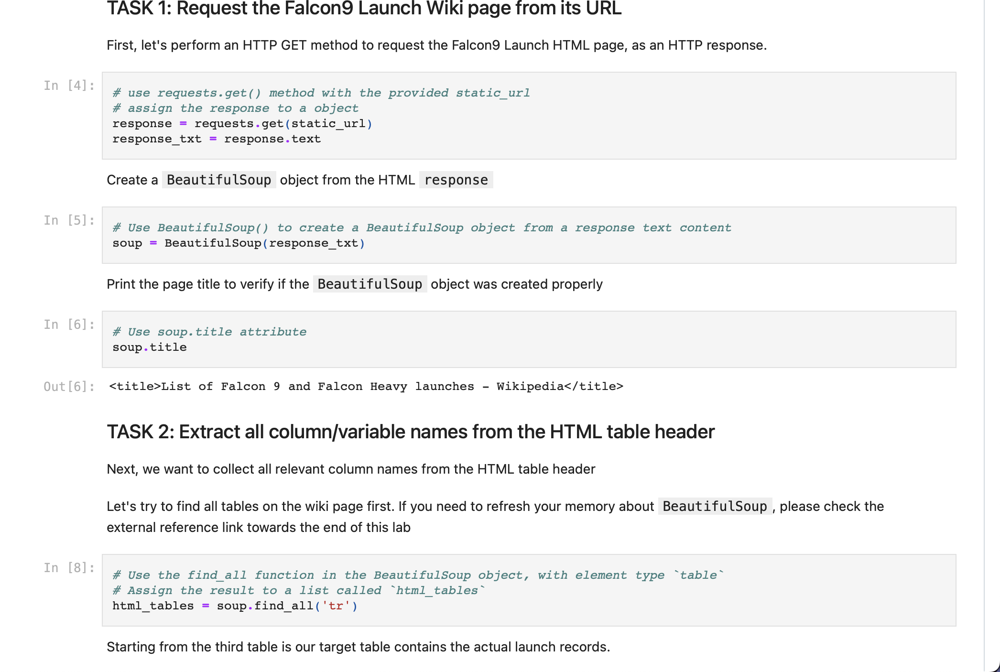 TASK 1: Request the Falcon9 Launch Wiki page from its URL
First, let's perform an HTTP GET method to request the Falcon9 Launch HTML page, as an HTTP response.
In [4]:
# use requests.get() method with the provided static_url
# assign the response to a object
response = requests.get(static_url)
response_txt = response.text
Create a BeautifulSoup object from the HTML response
In [5]:
# Use BeautifulSoup() to create a BeautifulSoup object from a response text content
soup = BeautifulSoup(response_txt)
Print the page title to verify if the BeautifulSoup object was created properly
In [6]:
# Use soup.title attribute
soup.title
Out[6]: <title>List of Falcon 9 and Falcon Heavy launches - Wikipedia</title>
TASK 2: Extract all column/variable names from the HTML table header
Next, we want to collect all relevant column names from the HTML table header
Let's try to find all tables on the wiki page first. If you need to refresh your memory about BeautifulSoup, please check the
external reference link towards the end of this lab
In [8]:
# Use the find_all function in the BeautifulSoup object, with element type `table`
# Assign the result to a list called `html_tables`
html_tables = soup.find_all('tr')
Starting from the third table is our target table contains the actual launch records.